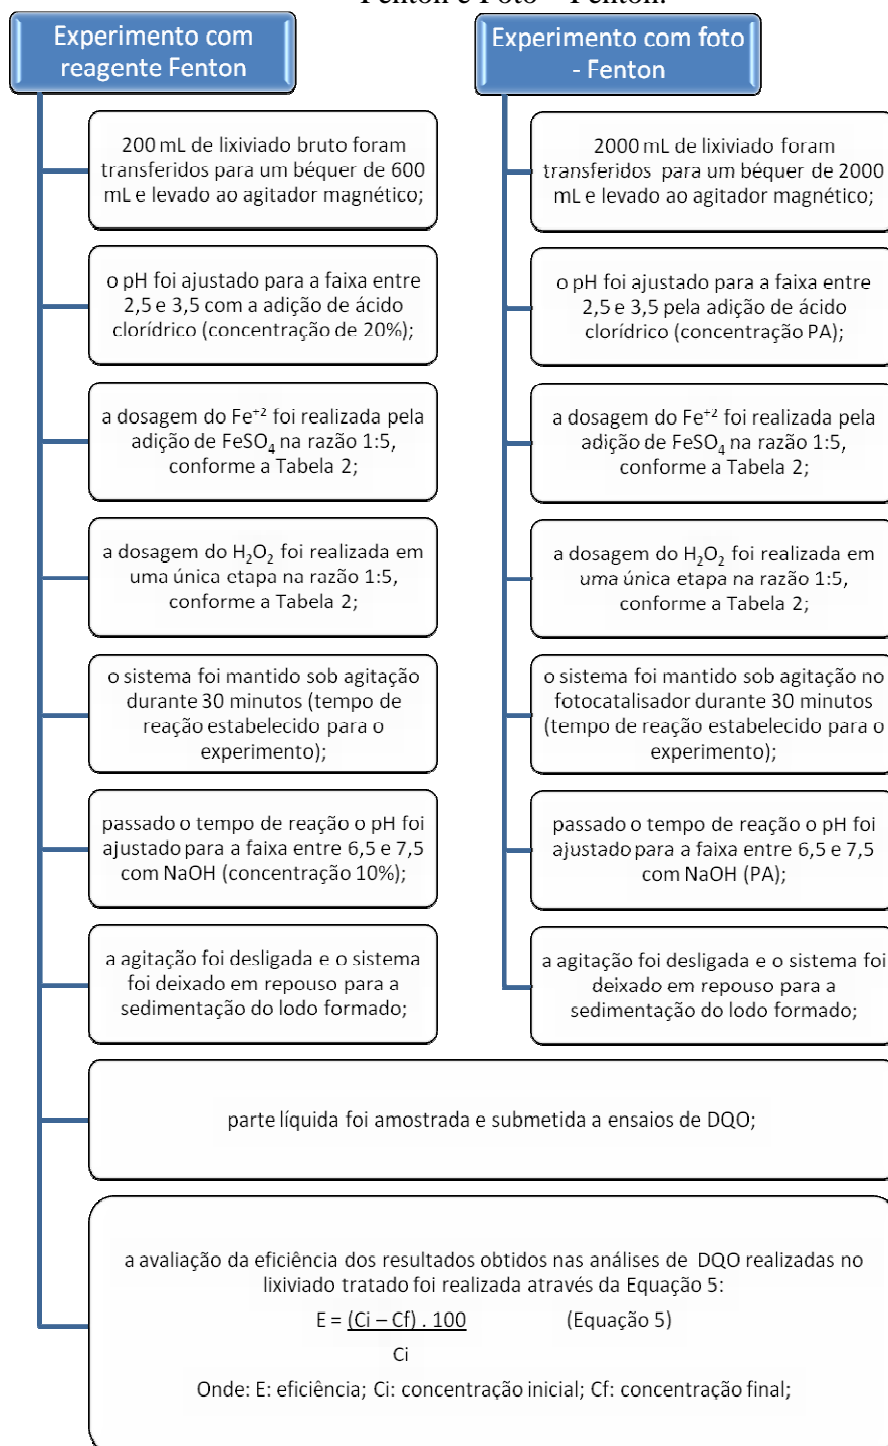 Fenton e Foto – Fenton.
Experimento com
reagente Fenton
200 mL de lixiviado bruto foram
transferidos para um béquer de 600
mL e levado ao agitador magnético;
o pH foi ajustado para a faixa entre
2,5 e 3,5 com a adição de ácido
clorídrico (concentração de 20%);
a dosagem do Fe⁺² foi realizada pela
adição de FeSO₄ na razão 1:5,
conforme a Tabela 2;
a dosagem do H₂O₂ foi realizada em
uma única etapa na razão 1:5,
conforme a Tabela 2;
o sistema foi mantido sob agitação
durante 30 minutos (tempo de
reação estabelecido para o
experimento);
passado o tempo de reação o pH foi
ajustado para a faixa entre 6,5 e 7,5
com NaOH (concentração 10%);
a agitação foi desligada e o sistema
foi deixado em repouso para a
sedimentação do lodo formado;
Experimento com foto
- Fenton
2000 mL de lixiviado foram
transferidos para um béquer de 2000
mL e levado ao agitador magnético;
o pH foi ajustado para a faixa entre
2,5 e 3,5 pela adição de ácido
clorídrico (concentração PA);
a dosagem do Fe⁺² foi realizada pela
adição de FeSO₄ na razão 1:5,
conforme a Tabela 2;
a dosagem do H₂O₂ foi realizada em
uma única etapa na razão 1:5,
conforme a Tabela 2;
o sistema foi mantido sob agitação no
fotocatalisador durante 30 minutos
(tempo de reação estabelecido para o
experimento);
passado o tempo de reação o pH foi
ajustado para a faixa entre 6,5 e 7,5
com NaOH (PA);
a agitação foi desligada e o sistema foi
deixado em repouso para a
sedimentação do lodo formado;
parte líquida foi amostrada e submetida a ensaios de DQO;
a avaliação da eficiência dos resultados obtidos nas análises de DQO realizadas no
lixiviado tratado foi realizada através da Equação 5:
E = (Ci – Cf) . 100 (Equação 5)
Ci
Onde: E: eficiência; Ci: concentração inicial; Cf: concentração final;